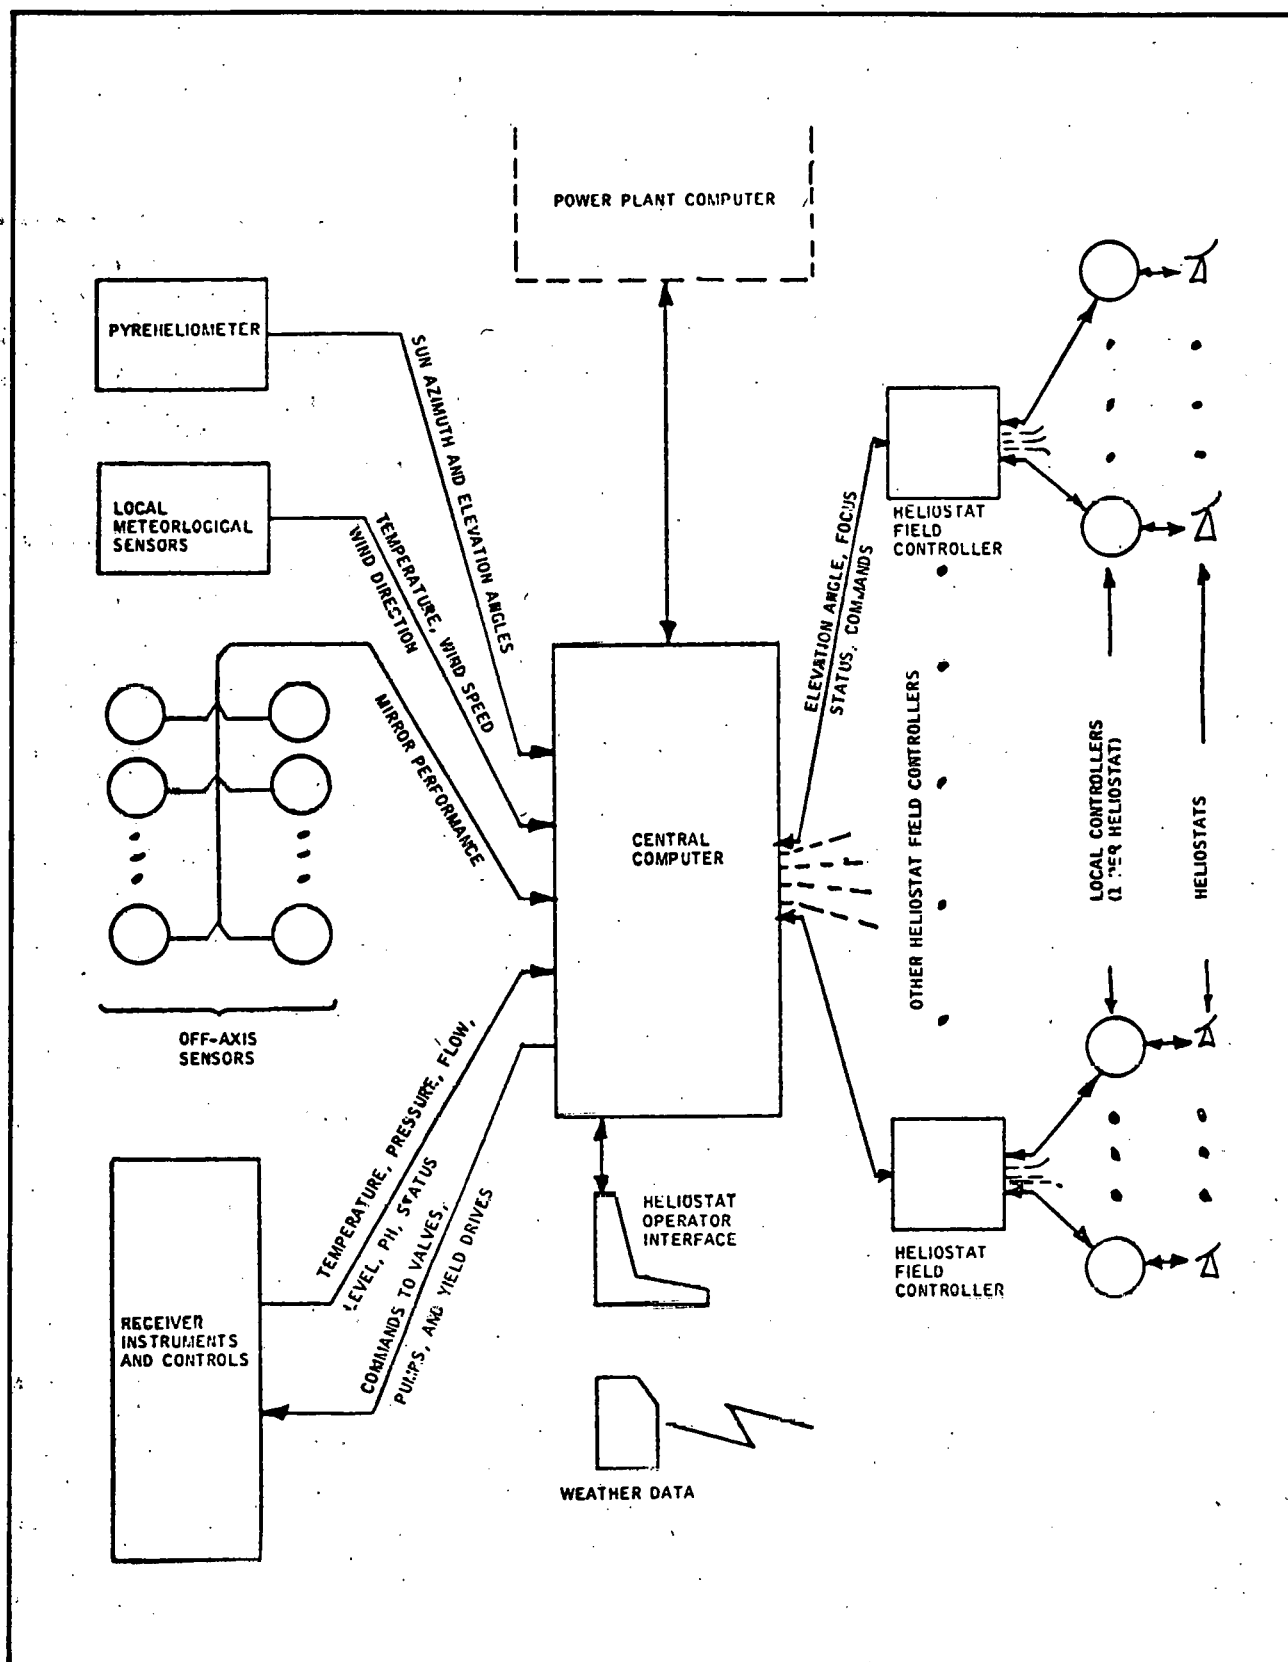 POWER PLANT COMPUTER
PYREHELIOMETER
SUN AZIMUTH AND ELEVATION ANGLES
LOCAL
METEORLOGICAL
SENSORS
TEMPERATURE, WIND SPEED
WIND DIRECTION
MIRROR PERFORMANCE
OFF-AXIS
SENSORS
TEMPERATURE, PRESSURE, FLOW,
LEVEL, PH, STATUS
COMMANDS TO VALVES,
PUMPS, AND YIELD DRIVES
RECEIVER
INSTRUMENTS
AND CONTROLS
CENTRAL
COMPUTER
HELIOSTAT
OPERATOR
INTERFACE
WEATHER DATA
ELEVATION ANGLE, FOCUS
STATUS, COMMANDS
HELIOSTAT
FIELD
CONTROLLER
OTHER HELIOSTAT FIELD CONTROLLERS
LOCAL CONTROLLERS
(1 PER HELIOSTAT)
HELIOSTATS
HELIOSTAT
FIELD
CONTROLLER